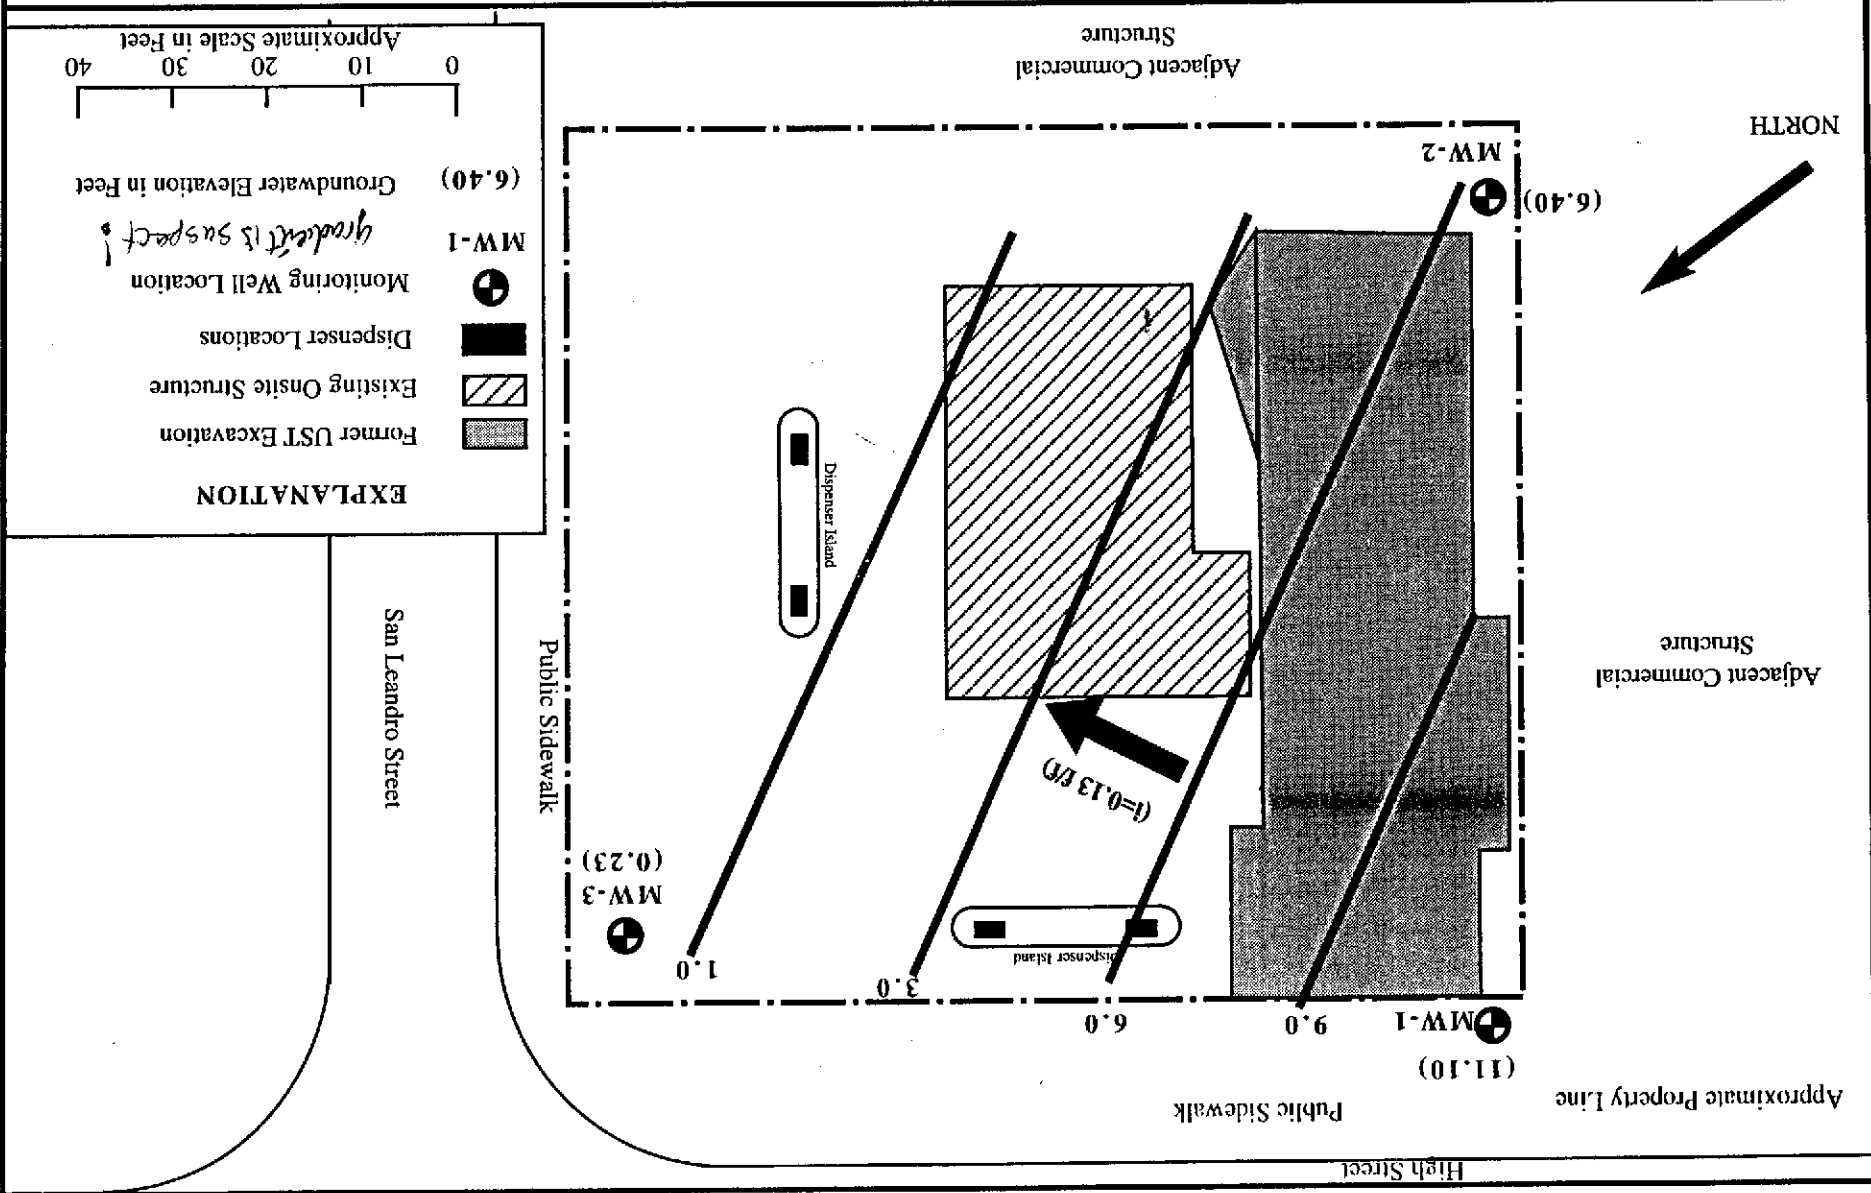 High Street
Approximate Property Line
Public Sidewalk
(11.10)
MW-1
9.0
6.0
3.0
1.0
Dispenser Island
MW-3
(0.23)
(i=0.13 f/f)
Adjacent Commercial
Structure
Public Sidewalk
San Leandro Street
Dispenser Island
EXPLANATION
Former UST Excavation
Existing Onsite Structure
Dispenser Locations
Monitoring Well Location
gradient is suspect!
MW-1
(6.40) Groundwater Elevation in Feet
0 10 20 30 40
Approximate Scale in Feet
(6.40)
MW-2
NORTH
Adjacent Commercial
Structure